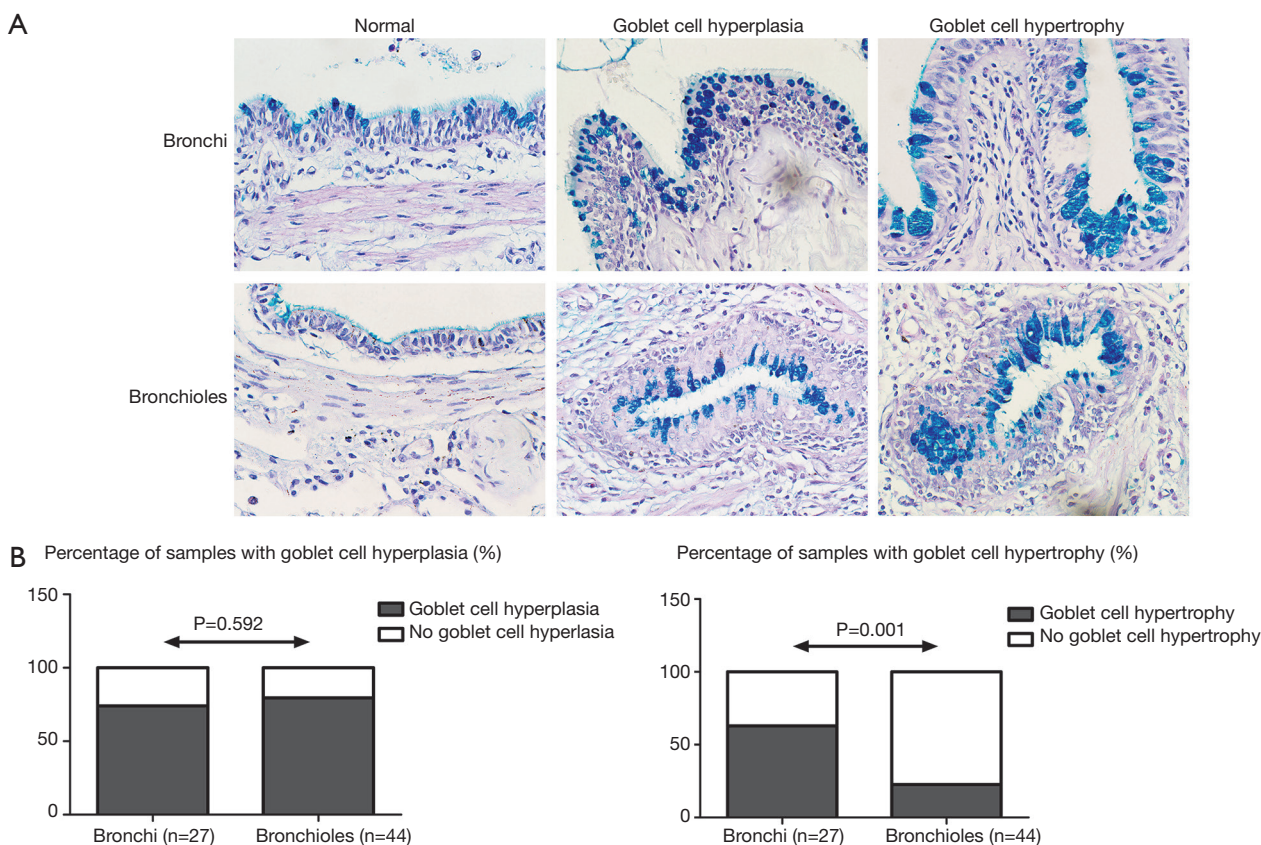 A
Normal
Goblet cell hyperplasia
Goblet cell hypertrophy
Bronchi
Bronchioles
B
Percentage of samples with goblet cell hyperplasia (%)
150
100
50
0
P=0.592
Goblet cell hyperplasia
No goblet cell hyperlasia
Bronchi (n=27)
Bronchioles (n=44)
Percentage of samples with goblet cell hypertrophy (%)
150
100
50
0
P=0.001
Goblet cell hypertrophy
No goblet cell hypertrophy
Bronchi (n=27)
Bronchioles (n=44)